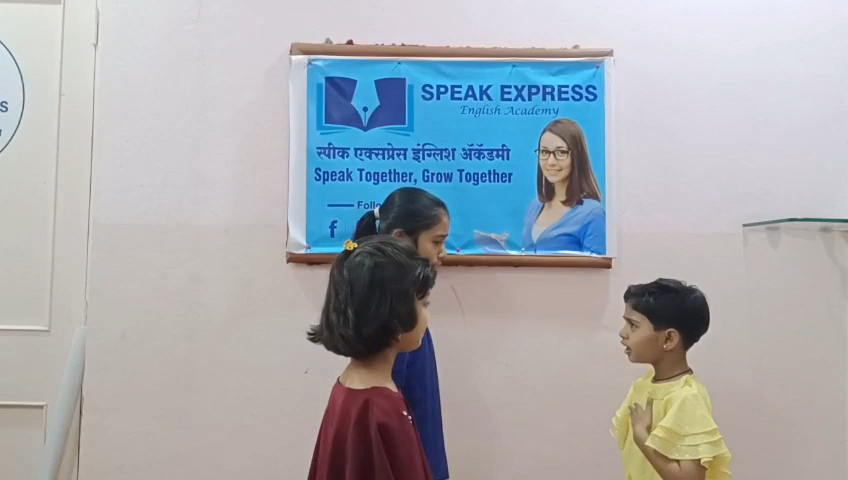 SPEAK EXPRESS
English Academy
स्पीक एक्सप्रेस इंग्लिश ॲकॅडमी
Speak Together, Grow Together
f
S